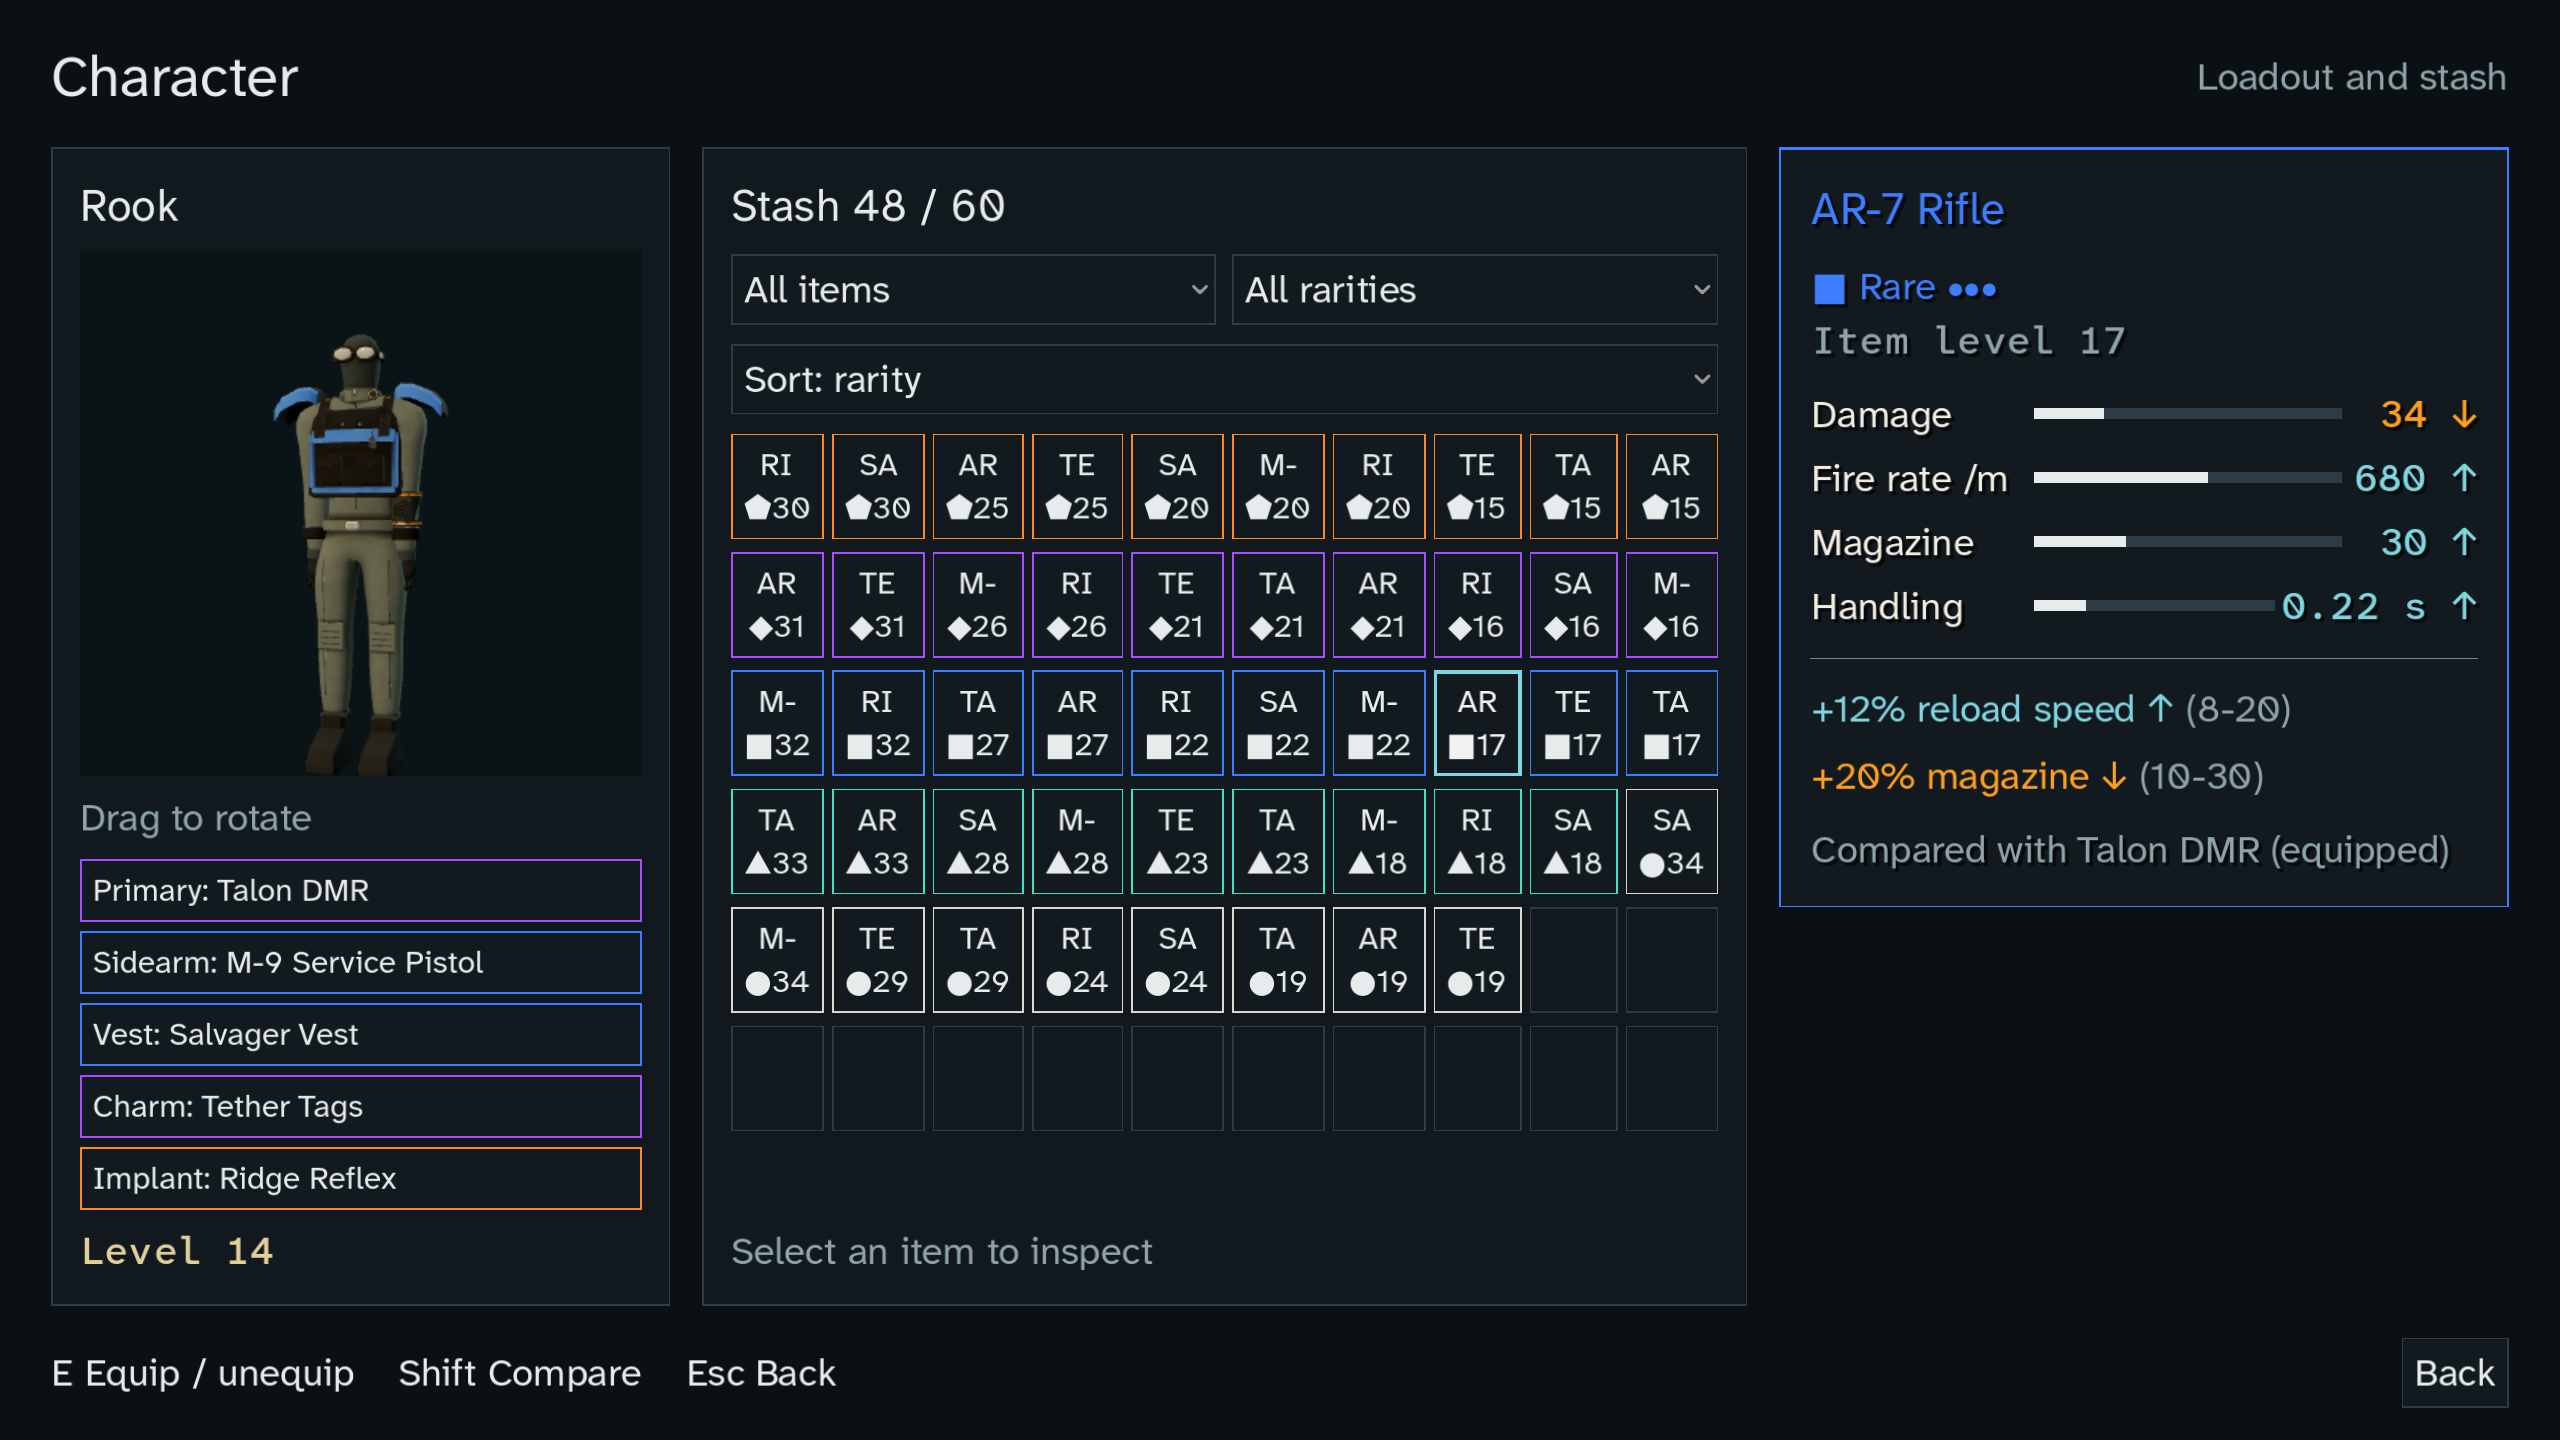 Character
Loadout and stash
Rook
Drag to rotate
Primary: Talon DMR
Sidearm: M-9 Service Pistol
Vest: Salvager Vest
Charm: Tether Tags
Implant: Ridge Reflex
Level 14
Stash 48 / 60
All items
All rarities
Sort: rarity
RI SA AR TE SA M- RI TE TA AR
⬟30 ⬟30 ⬟25 ⬟25 ⬟20 ⬟20 ⬟20 ⬟15 ⬟15 ⬟15
AR TE M- RI TE TA AR RI SA M-
◆31 ◆31 ◆26 ◆26 ◆21 ◆21 ◆21 ◆16 ◆16 ◆16
M- RI TA AR RI SA M- AR TE TA
■32 ■32 ■27 ■27 ■22 ■22 ■22 ■17 ■17 ■17
TA AR SA M- TE TA M- RI SA SA
▲33 ▲33 ▲28 ▲28 ▲23 ▲23 ▲18 ▲18 ▲18 ●34
M- TE TA RI SA TA AR TE
●34 ●29 ●29 ●24 ●24 ●19 ●19 ●19
Select an item to inspect
AR-7 Rifle
■ Rare •••
Item level 17
Damage 34 ↓
Fire rate /m 680 ↑
Magazine 30 ↑
Handling 0.22 s ↑
+12% reload speed ↑ (8-20)
+20% magazine ↓ (10-30)
Compared with Talon DMR (equipped)
E Equip / unequip Shift Compare Esc Back
Back